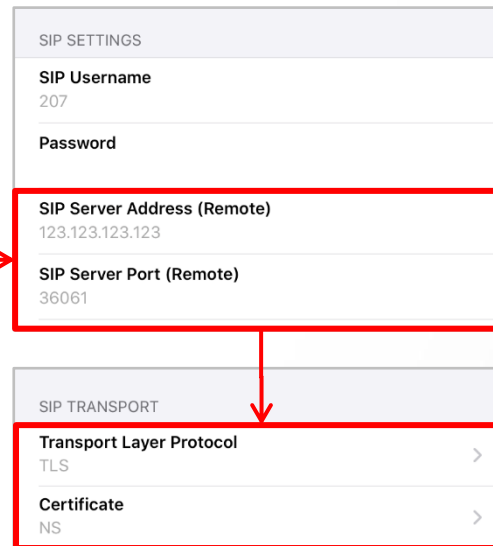 SIP SETTINGS
SIP Username
207
Password
SIP Server Address (Remote)
123.123.123.123
SIP Server Port (Remote)
36061
SIP TRANSPORT
Transport Layer Protocol
TLS
Certificate
NS